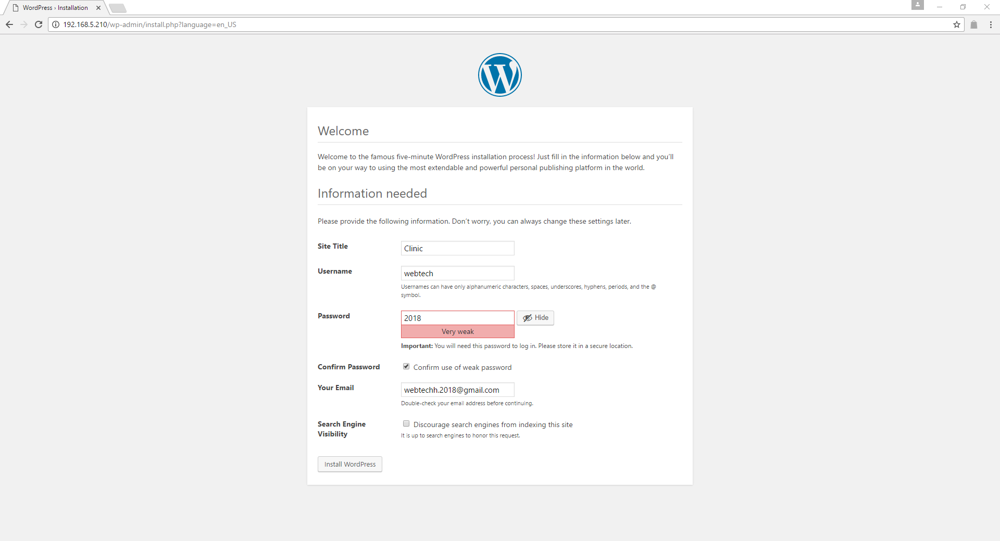 WordPress › Installation
192.168.5.210/wp-admin/install.php?language=en_US
Welcome
Welcome to the famous five-minute WordPress installation process! Just fill in the information below and you’ll
be on your way to using the most extendable and powerful personal publishing platform in the world.
Information needed
Please provide the following information. Don’t worry, you can always change these settings later.
Site Title
Clinic
Username
webtech
Usernames can have only alphanumeric characters, spaces, underscores, hyphens, periods, and the @
symbol.
Password
2018
Hide
Very weak
Important: You will need this password to log in. Please store it in a secure location.
Confirm Password
Confirm use of weak password
Your Email
webtechh.2018@gmail.com
Double-check your email address before continuing.
Search Engine
Visibility
Discourage search engines from indexing this site
It is up to search engines to honor this request.
Install WordPress